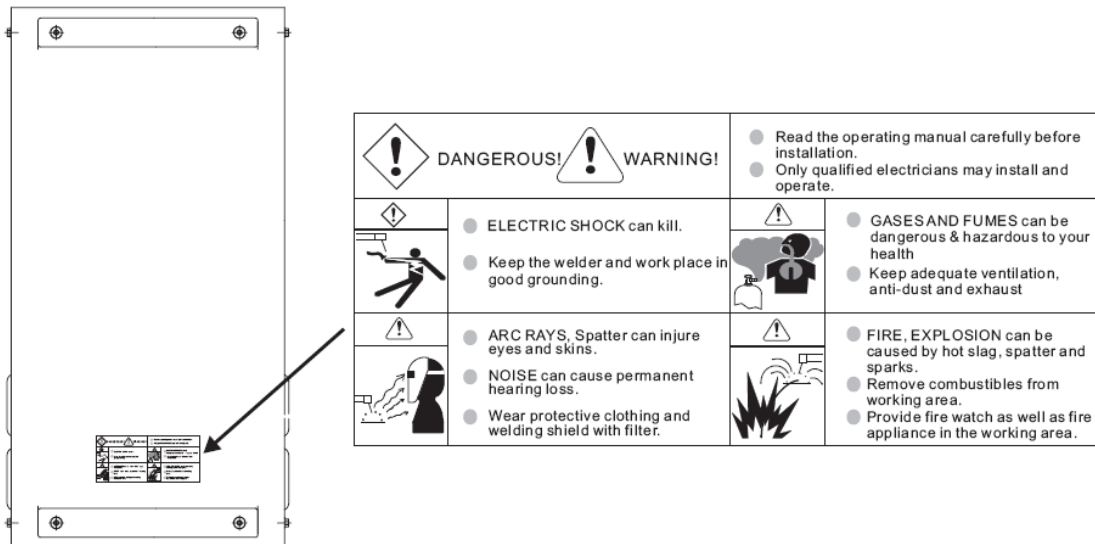 DANGEROUS! WARNING!
Read the operating manual carefully before
installation.
Only qualified electricians may install and
operate.
ELECTRIC SHOCK can kill.
Keep the welder and work place in
good grounding.
GASES AND FUMES can be
dangerous & hazardous to your
health
Keep adequate ventilation,
anti-dust and exhaust
ARC RAYS, Spatter can injure
eyes and skins.
NOISE can cause permanent
hearing loss.
Wear protective clothing and
welding shield with filter.
FIRE, EXPLOSION can be
caused by hot slag, spatter and
sparks.
Remove combustibles from
working area.
Provide fire watch as well as fire
appliance in the working area.